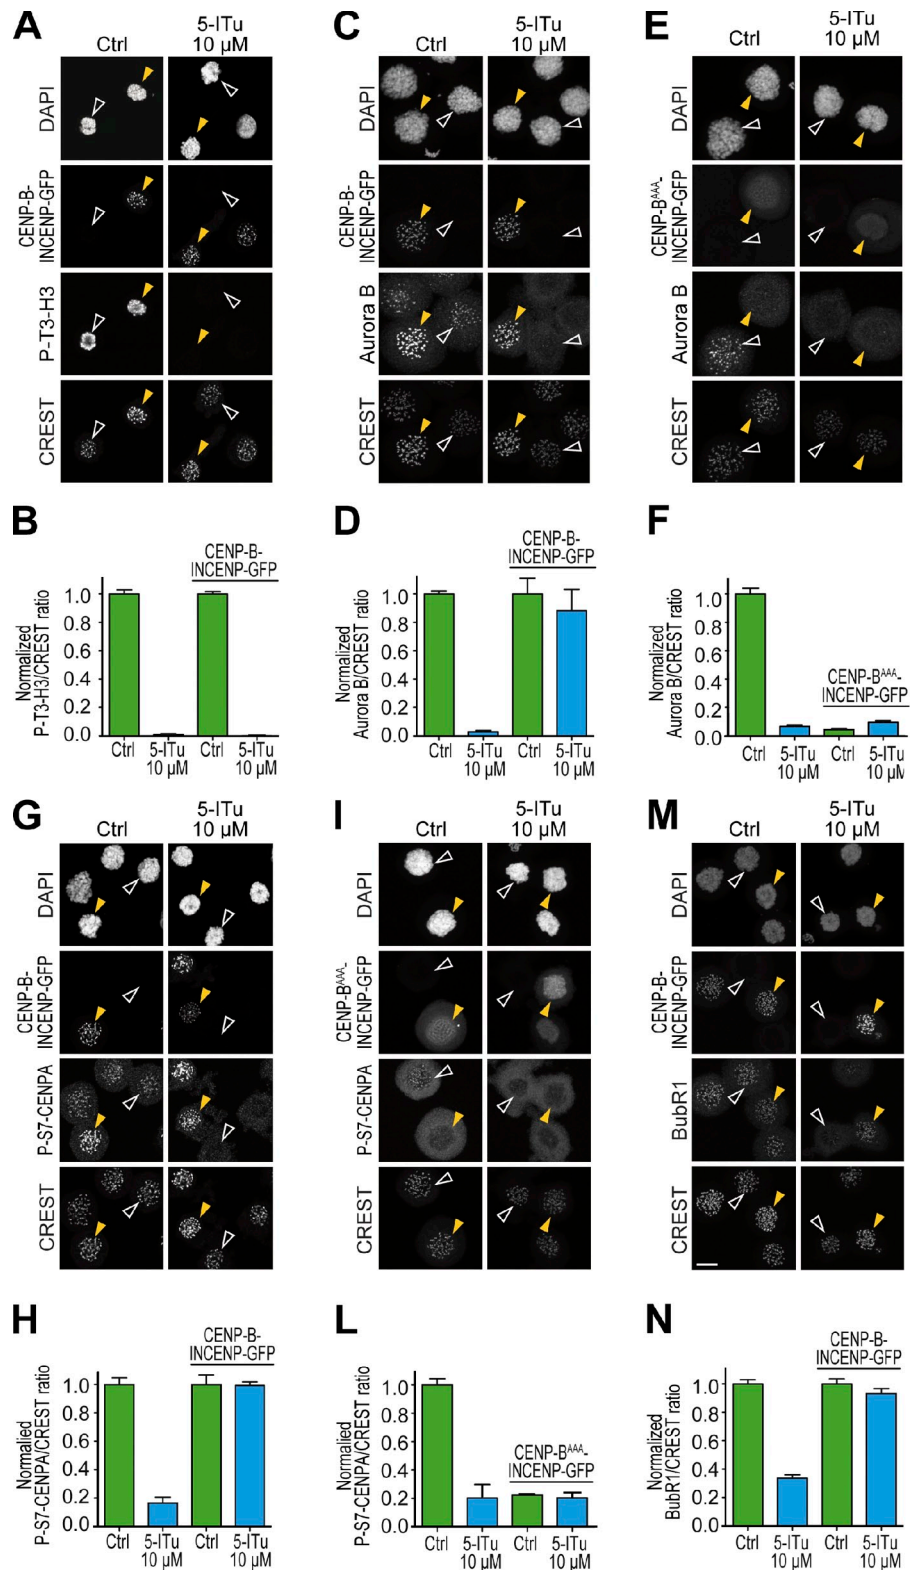 A
Ctrl
5-ITu
10 µM
DAPI
CENP-B-
INCENP-GFP
P-T3-H3
CREST
C
Ctrl
5-ITu
10 µM
DAPI
CENP-B-
INCENP-GFP
Aurora B
CREST
E
Ctrl
5-ITu
10 µM
DAPI
CENP-Bᴬᴬᴬ-
INCENP-GFP
Aurora B
CREST
B
CENP-B-
INCENP-GFP
Normalized
P-T3-H3/CREST ratio
1.0
0.8
0.6
0.4
0.2
0.0
Ctrl
5-ITu
10 µM
Ctrl
5-ITu
10 µM
D
CENP-B-
INCENP-GFP
Normalized
Aurora B/CREST ratio
1.0
0.8
0.6
0.4
0.2
0.0
Ctrl
5-ITu
10 µM
Ctrl
5-ITu
10 µM
F
CENP-Bᴬᴬᴬ-
INCENP-GFP
Normalized
Aurora B/CREST ratio
1.0
0.8
0.6
0.4
0.2
0.0
Ctrl
5-ITu
10 µM
Ctrl
5-ITu
10 µM
G
Ctrl
5-ITu
10 µM
DAPI
CENP-B-
INCENP-GFP
P-S7-CENPA
CREST
I
Ctrl
5-ITu
10 µM
DAPI
CENP-Bᴬᴬᴬ-
INCENP-GFP
P-S7-CENPA
CREST
M
Ctrl
5-ITu
10 µM
DAPI
CENP-B-
INCENP-GFP
BubR1
CREST
H
CENP-B-
INCENP-GFP
Normalied
P-S7-CENPA/CREST ratio
1.0
0.8
0.6
0.4
0.2
0.0
Ctrl
5-ITu
10 µM
Ctrl
5-ITu
10 µM
L
CENP-Bᴬᴬᴬ-
INCENP-GFP
Normalied
P-S7-CENPA/CREST ratio
1.0
0.8
0.6
0.4
0.2
0.0
Ctrl
5-ITu
10 µM
Ctrl
5-ITu
10 µM
N
CENP-B-
INCENP-GFP
Normalized
BubR1/CREST ratio
1.0
0.8
0.6
0.4
0.2
0.0
Ctrl
5-ITu
10 µM
Ctrl
5-ITu
10 µM